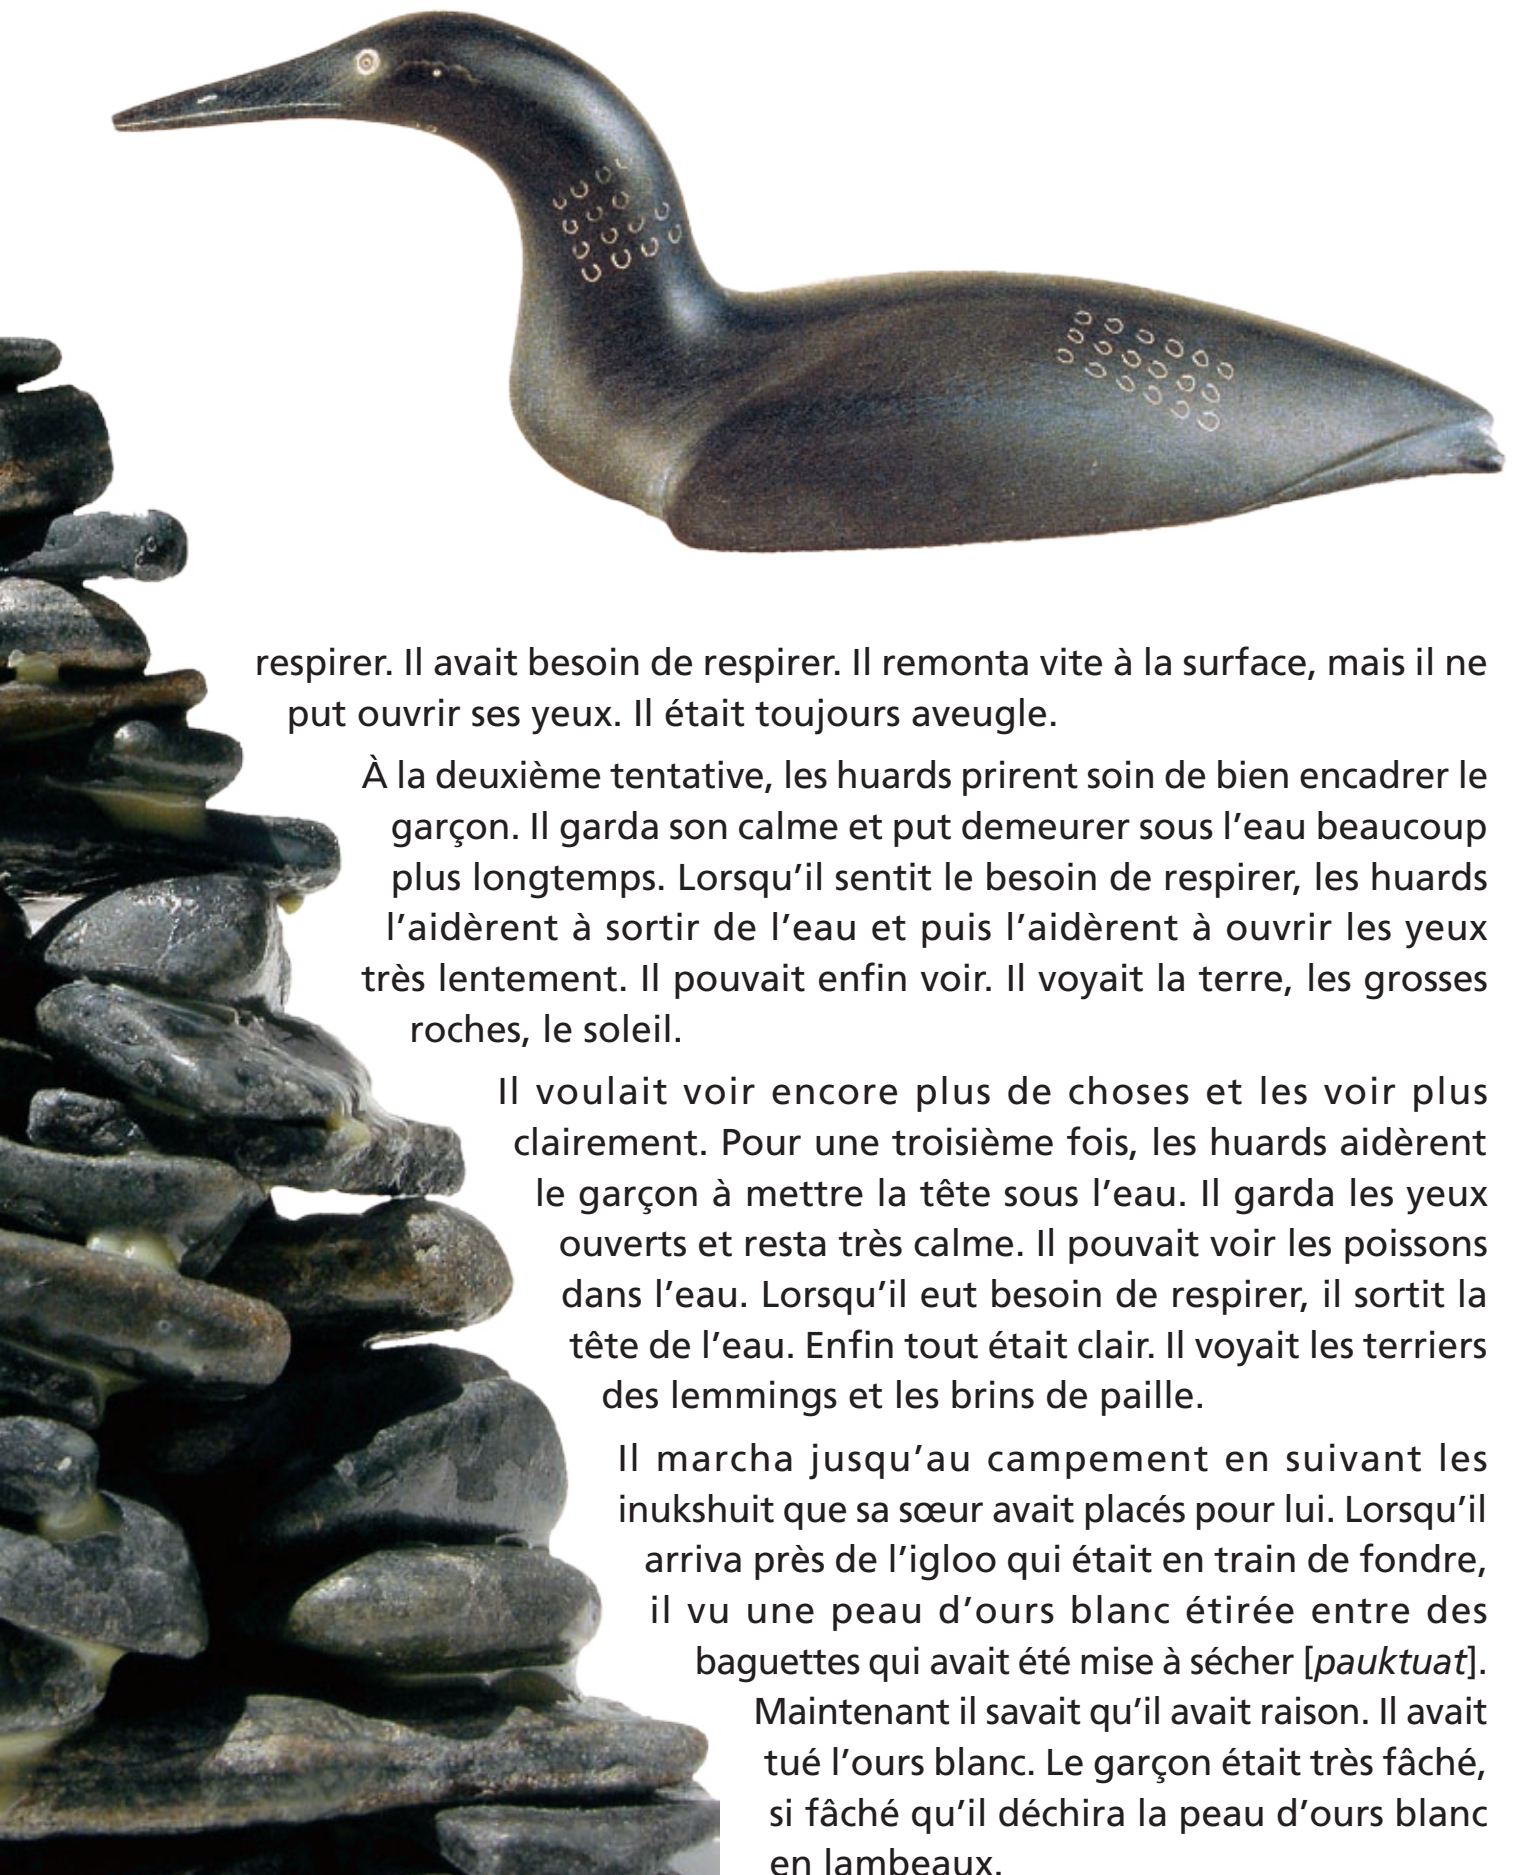 respirer. Il avait besoin de respirer. Il remonta vite à la surface, mais il ne
put ouvrir ses yeux. Il était toujours aveugle.
À la deuxième tentative, les huards prirent soin de bien encadrer le
garçon. Il garda son calme et put demeurer sous l’eau beaucoup
plus longtemps. Lorsqu’il sentit le besoin de respirer, les huards
l’aidèrent à sortir de l’eau et puis l’aidèrent à ouvrir les yeux
très lentement. Il pouvait enfin voir. Il voyait la terre, les grosses
roches, le soleil.
Il voulait voir encore plus de choses et les voir plus
clairement. Pour une troisième fois, les huards aidèrent
le garçon à mettre la tête sous l’eau. Il garda les yeux
ouverts et resta très calme. Il pouvait voir les poissons
dans l’eau. Lorsqu’il eut besoin de respirer, il sortit la
tête de l’eau. Enfin tout était clair. Il voyait les terriers
des lemmings et les brins de paille.
Il marcha jusqu’au campement en suivant les
inukshuit que sa sœur avait placés pour lui. Lorsqu’il
arriva près de l’igloo qui était en train de fondre,
il vu une peau d’ours blanc étirée entre des
baguettes qui avait été mise à sécher [pauktuat].
Maintenant il savait qu’il avait raison. Il avait
tué l’ours blanc. Le garçon était très fâché,
si fâché qu’il déchira la peau d’ours blanc
en lambeaux.